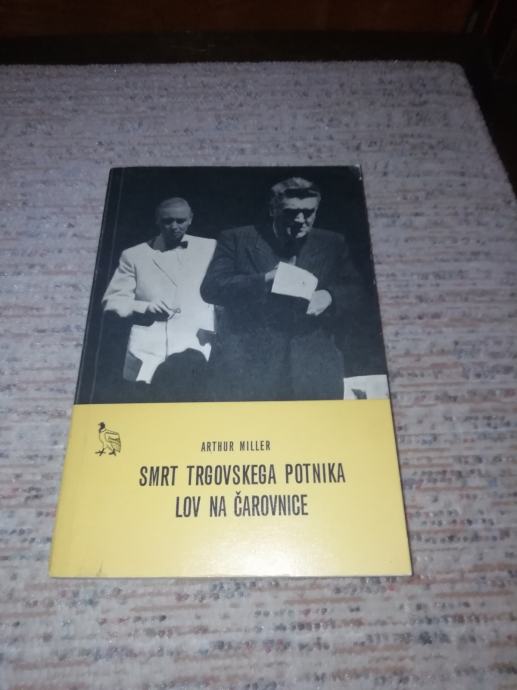 ARTHUR MILLER
SMRT TRGOVSKEGA POTNIKA
LOV NA ČAROVNICE